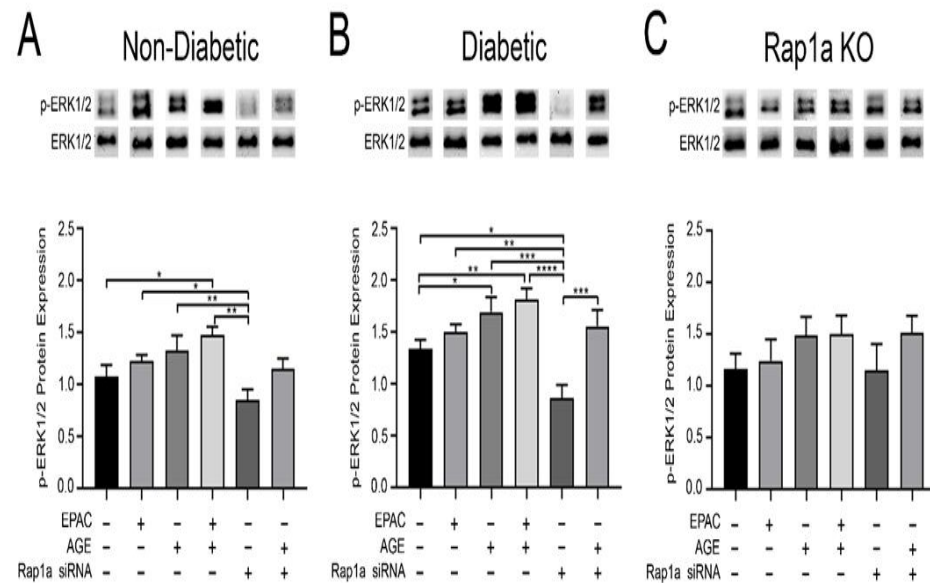 A Non-Diabetic
p-ERK1/2
ERK1/2
p-ERK1/2 Protein Expression
2.5
2.0
1.5
1.0
0.5
0.0
*
*
**
**
EPAC – + – + – –
AGE – – + + – +
Rap1a siRNA – – – – + +
B Diabetic
p-ERK1/2
ERK1/2
p-ERK1/2 Protein Expression
2.5
2.0
1.5
1.0
0.5
0.0
*
**
***
** ****
* ***
EPAC – + – + – –
AGE – – + + – +
Rap1a siRNA – – – – + +
C Rap1a KO
p-ERK1/2
ERK1/2
p-ERK1/2 Protein Expression
2.5
2.0
1.5
1.0
0.5
0.0
EPAC – + – + – –
AGE – – + + – +
Rap1a siRNA – – – – + +